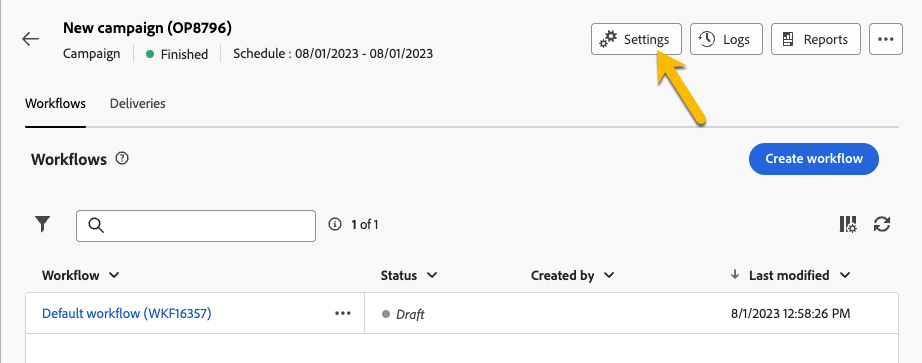 New campaign (OP8796)
Campaign Finished Schedule : 08/01/2023 - 08/01/2023
Settings Logs Reports
Workflows Deliveries
Workflows
Create workflow
1 of 1
Workflow Status Created by Last modified
Default workflow (WKF16357) Draft 8/1/2023 12:58:26 PM